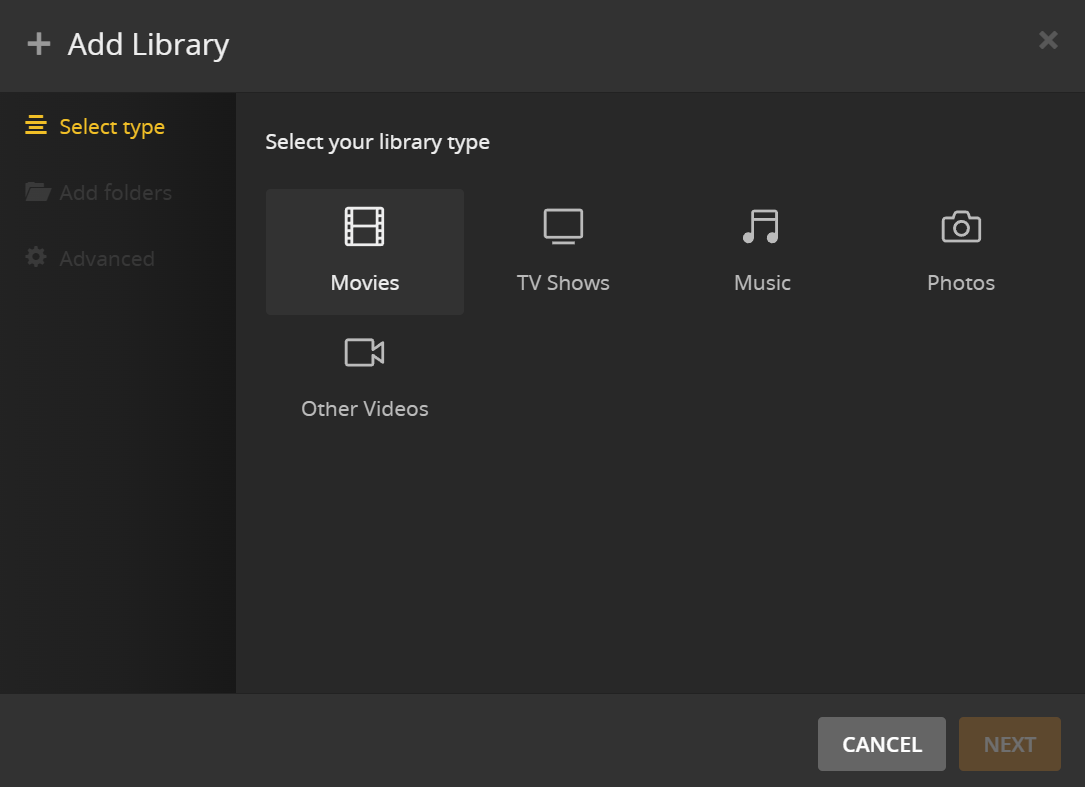 Add Library
Select type
Add folders
Advanced
Select your library type
Movies
TV Shows
Music
Photos
Other Videos
CANCEL
NEXT